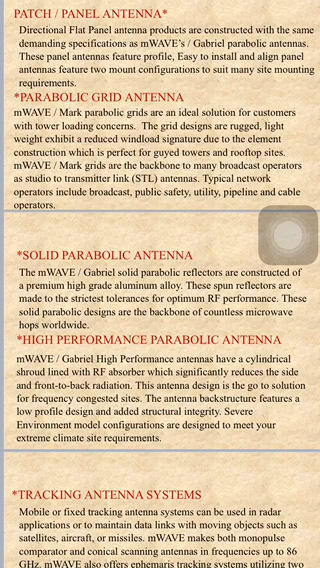 PATCH / PANEL ANTENNA*
Directional Flat Panel antenna products are constructed with the same
demanding specifications as mWAVE's / Gabriel parabolic antennas.
These panel antennas feature profile, Easy to install and align panel
antennas feature two mount configurations to suit many site mounting
requirements.
*PARABOLIC GRID ANTENNA
mWAVE / Mark parabolic grids are an ideal solution for customers
with tower loading concerns. The grid designs are rugged, light
weight exhibit a reduced windload signature due to the element
construction which is perfect for guyed towers and rooftop sites.
mWAVE / Mark grids are the backbone to many broadcast operators
as studio to transmitter link (STL) antennas. Typical network
operators include broadcast, public safety, utility, pipeline and cable
operators.
*SOLID PARABOLIC ANTENNA
The mWAVE / Gabriel solid parabolic reflectors are constructed of
a premium high grade aluminum alloy. These spun reflectors are
made to the strictest tolerances for optimum RF performance. These
solid parabolic designs are the backbone of countless microwave
hops worldwide.
*HIGH PERFORMANCE PARABOLIC ANTENNA
mWAVE / Gabriel High Performance antennas have a cylindrical
shroud lined with RF absorber which significantly reduces the side
and front-to-back radiation. This antenna design is the go to solution
for frequency congested sites. The antenna backstructure features a
low profile design and added structural integrity. Severe
Environment model configurations are designed to meet your
extreme climate site requirements.
*TRACKING ANTENNA SYSTEMS
Mobile or fixed tracking antenna systems can be used in radar
applications or to maintain data links with moving objects such as
satellites, aircraft, or missiles. mWAVE makes both monopulse
comparator and conical scanning antennas in frequencies up to 86
GHz. mWAVE also offers ephemaris tracking systems utilizing two